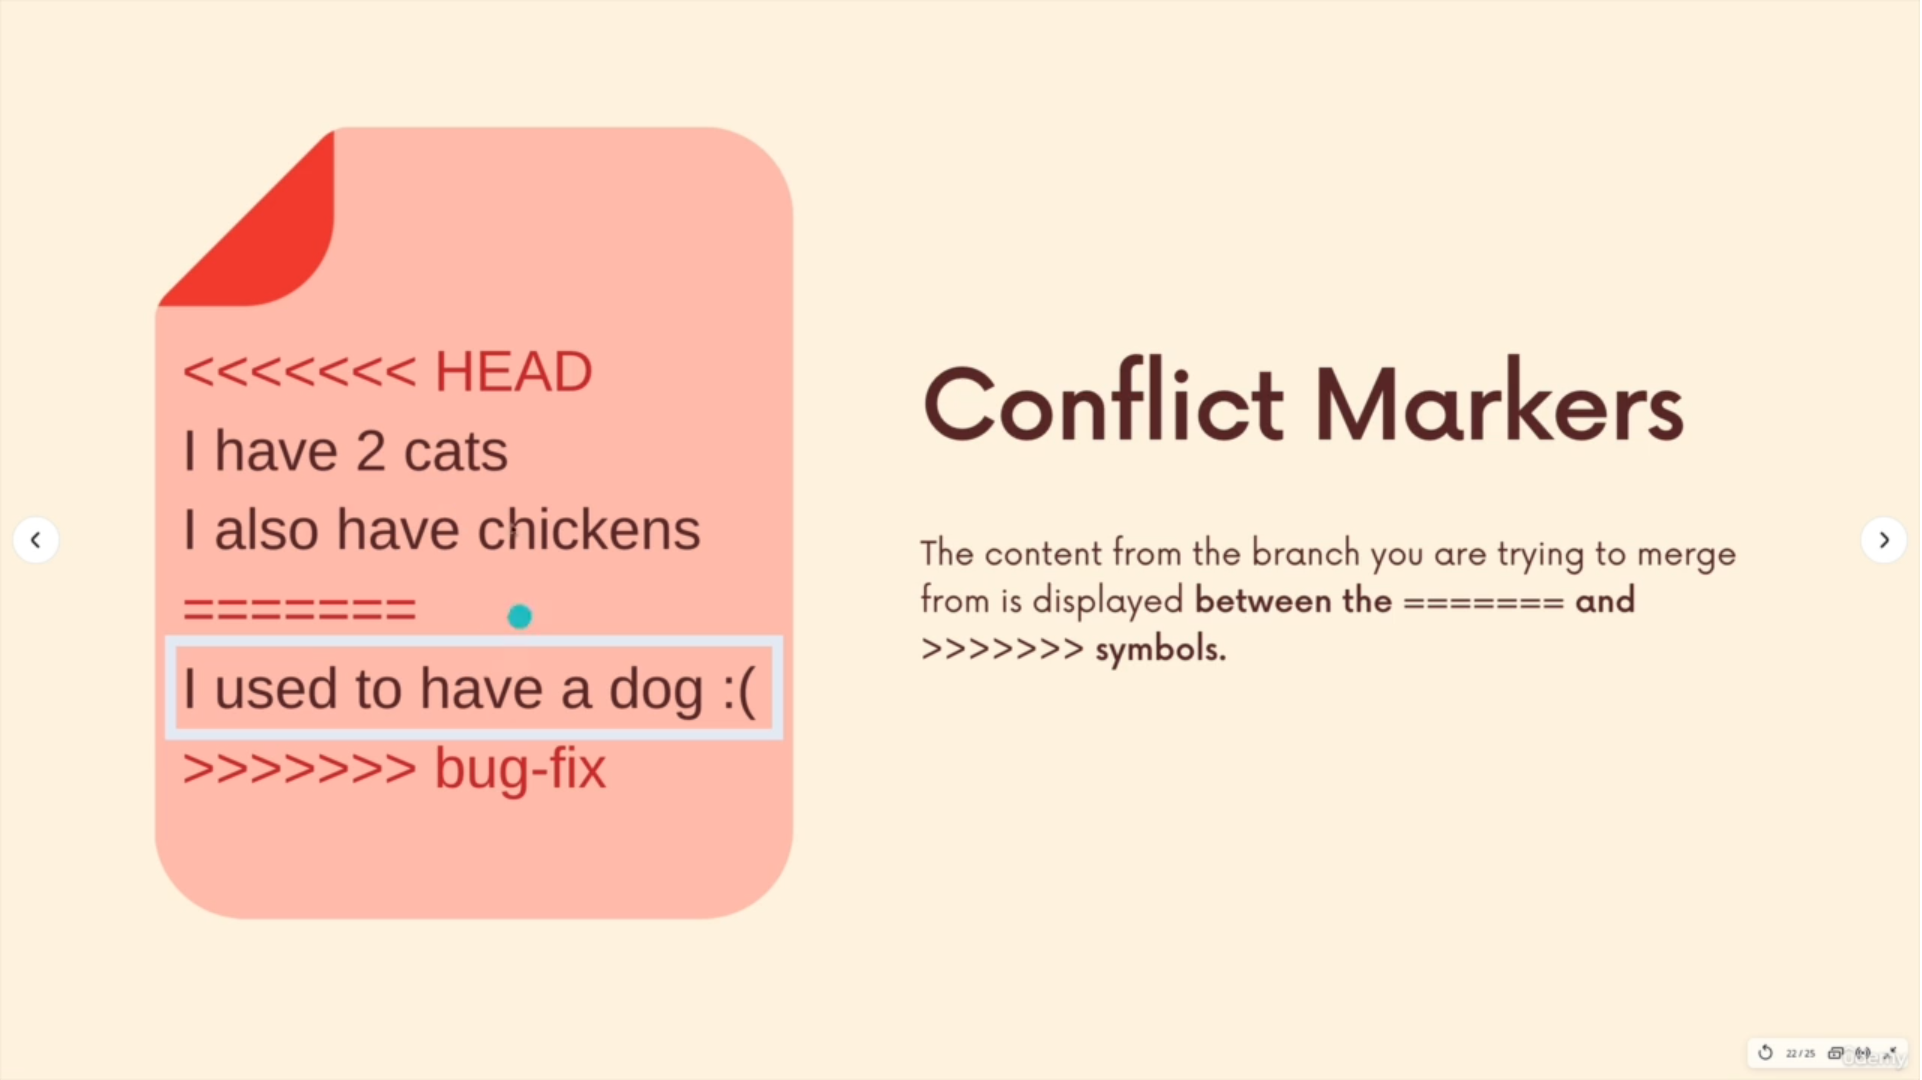 <<<<<<< HEAD
I have 2 cats
I also have chickens
=======
I used to have a dog :(
>>>>>>> bug-fix
Conflict Markers
The content from the branch you are trying to merge
from is displayed between the ======= and
>>>>>>> symbols.
22 / 25
ûdemy